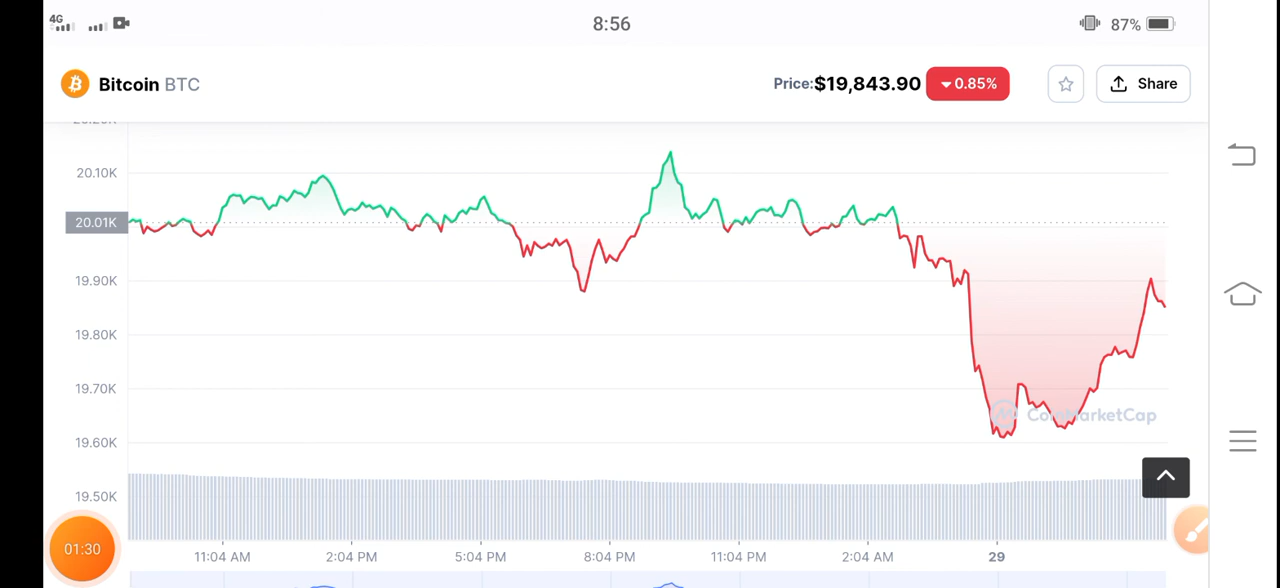 4G
8:56
87%
Bitcoin BTC
Price:$19,843.90
0.85%
Share
20.20K
20.10K
20.01K
19.90K
19.80K
19.70K
CoinMarketCap
19.60K
19.50K
01:30
11:04 AM
2:04 PM
5:04 PM
8:04 PM
11:04 PM
2:04 AM
29